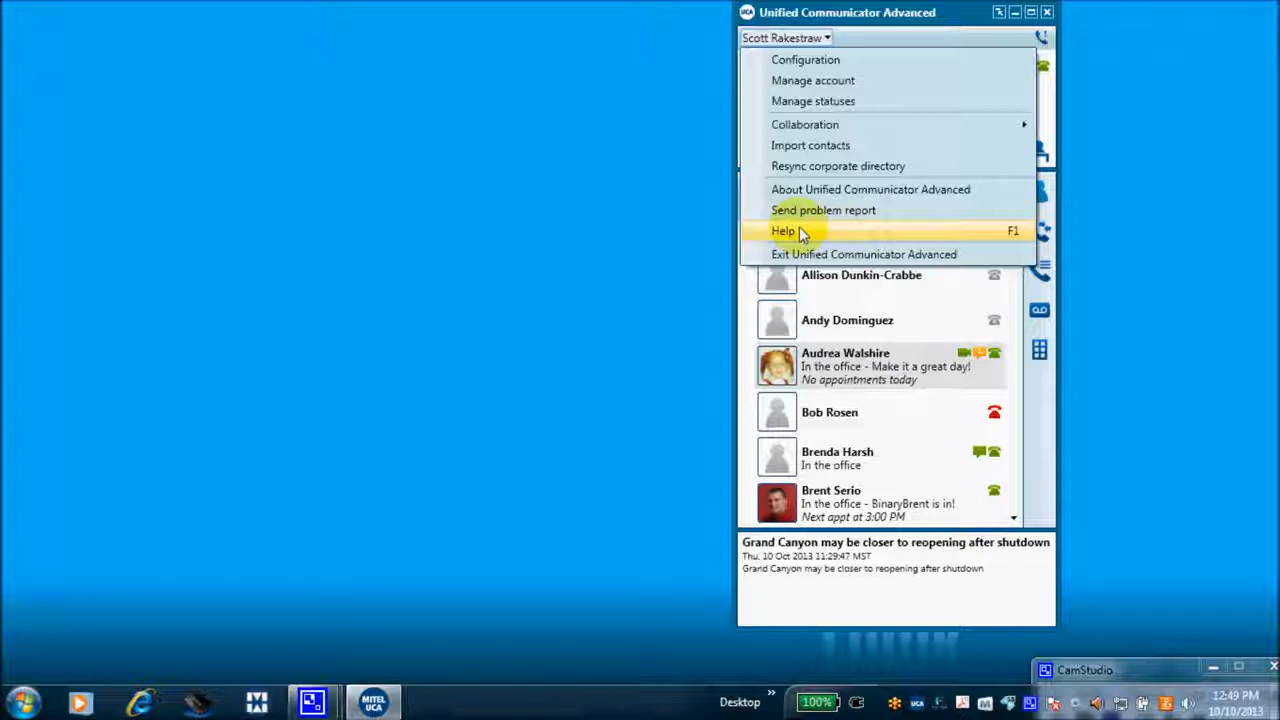 UCA Unified Communicator Advanced
Scott Rakestraw
Configuration
Manage account
Manage statuses
Collaboration
Import contacts
Resync corporate directory
About Unified Communicator Advanced
Send problem report
Help F1
Exit Unified Communicator Advanced
Allison Dunkin-Crabbe
Andy Dominguez
Audrea Walshire
In the office - Make it a great day!
No appointments today
Bob Rosen
Brenda Harsh
In the office
Brent Serio
In the office - BinaryBrent is in!
Next appt at 3:00 PM
Grand Canyon may be closer to reopening after shutdown
Thu, 10 Oct 2013 11:29:47 MST
Grand Canyon may be closer to reopening after shutdown
CamStudio
MITEL
UCA
Desktop
»
100%
UCA
12:49 PM
10/10/2013